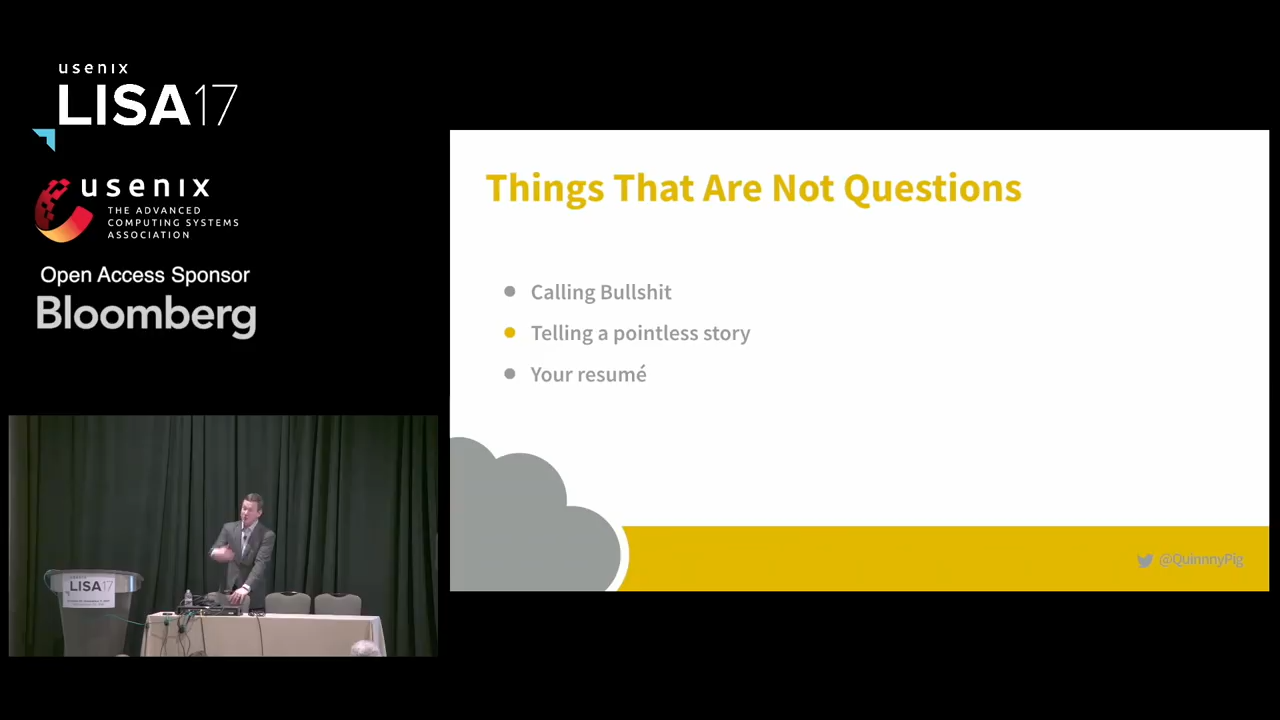 usenix
LISA17
usenix
THE ADVANCED
COMPUTING SYSTEMS
ASSOCIATION
Open Access Sponsor
Bloomberg
Things That Are Not Questions
Calling Bullshit
Telling a pointless story
Your resumé
@QuinnnyPig
LISA17